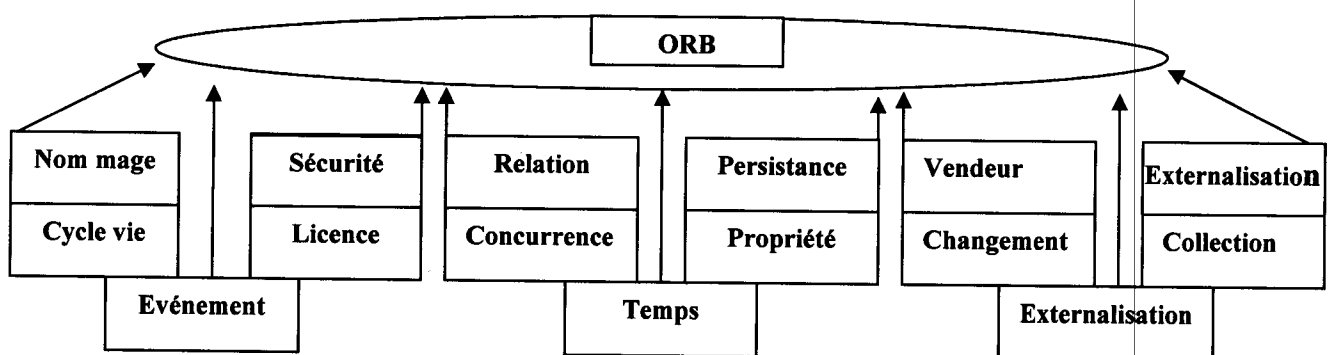 ORB
Nom mage
Sécurité
Relation
Persistance
Vendeur
Externalisation
Cycle vie
Licence
Concurrence
Propriété
Changement
Collection
Evénement
Temps
Externalisation